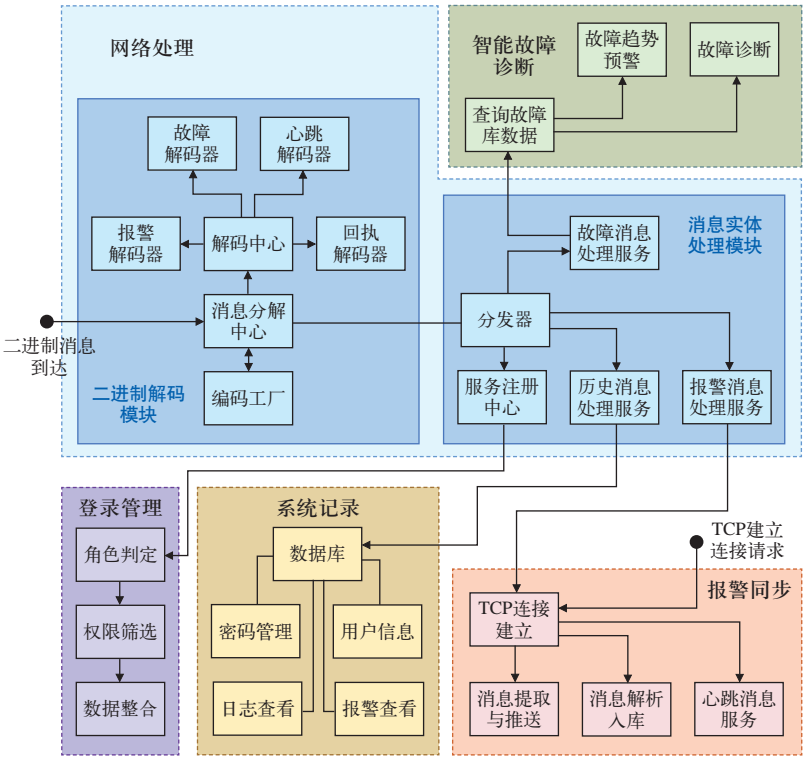 网络处理
智能故障
诊断
故障趋势
预警
故障诊断
查询故障
库数据
故障
解码器
心跳
解码器
报警
解码器
解码中心
回执
解码器
消息分解
中心
编码工厂
二进制解码
模块
二进制消息
到达
消息实体
处理模块
故障消息
处理服务
分发器
服务注册
中心
历史消息
处理服务
报警消息
处理服务
登录管理
角色判定
权限筛选
数据整合
系统记录
数据库
密码管理
用户信息
日志查看
报警查看
TCP建立
连接请求
报警同步
TCP连接
建立
消息提取
与推送
消息解析
入库
心跳消息
服务